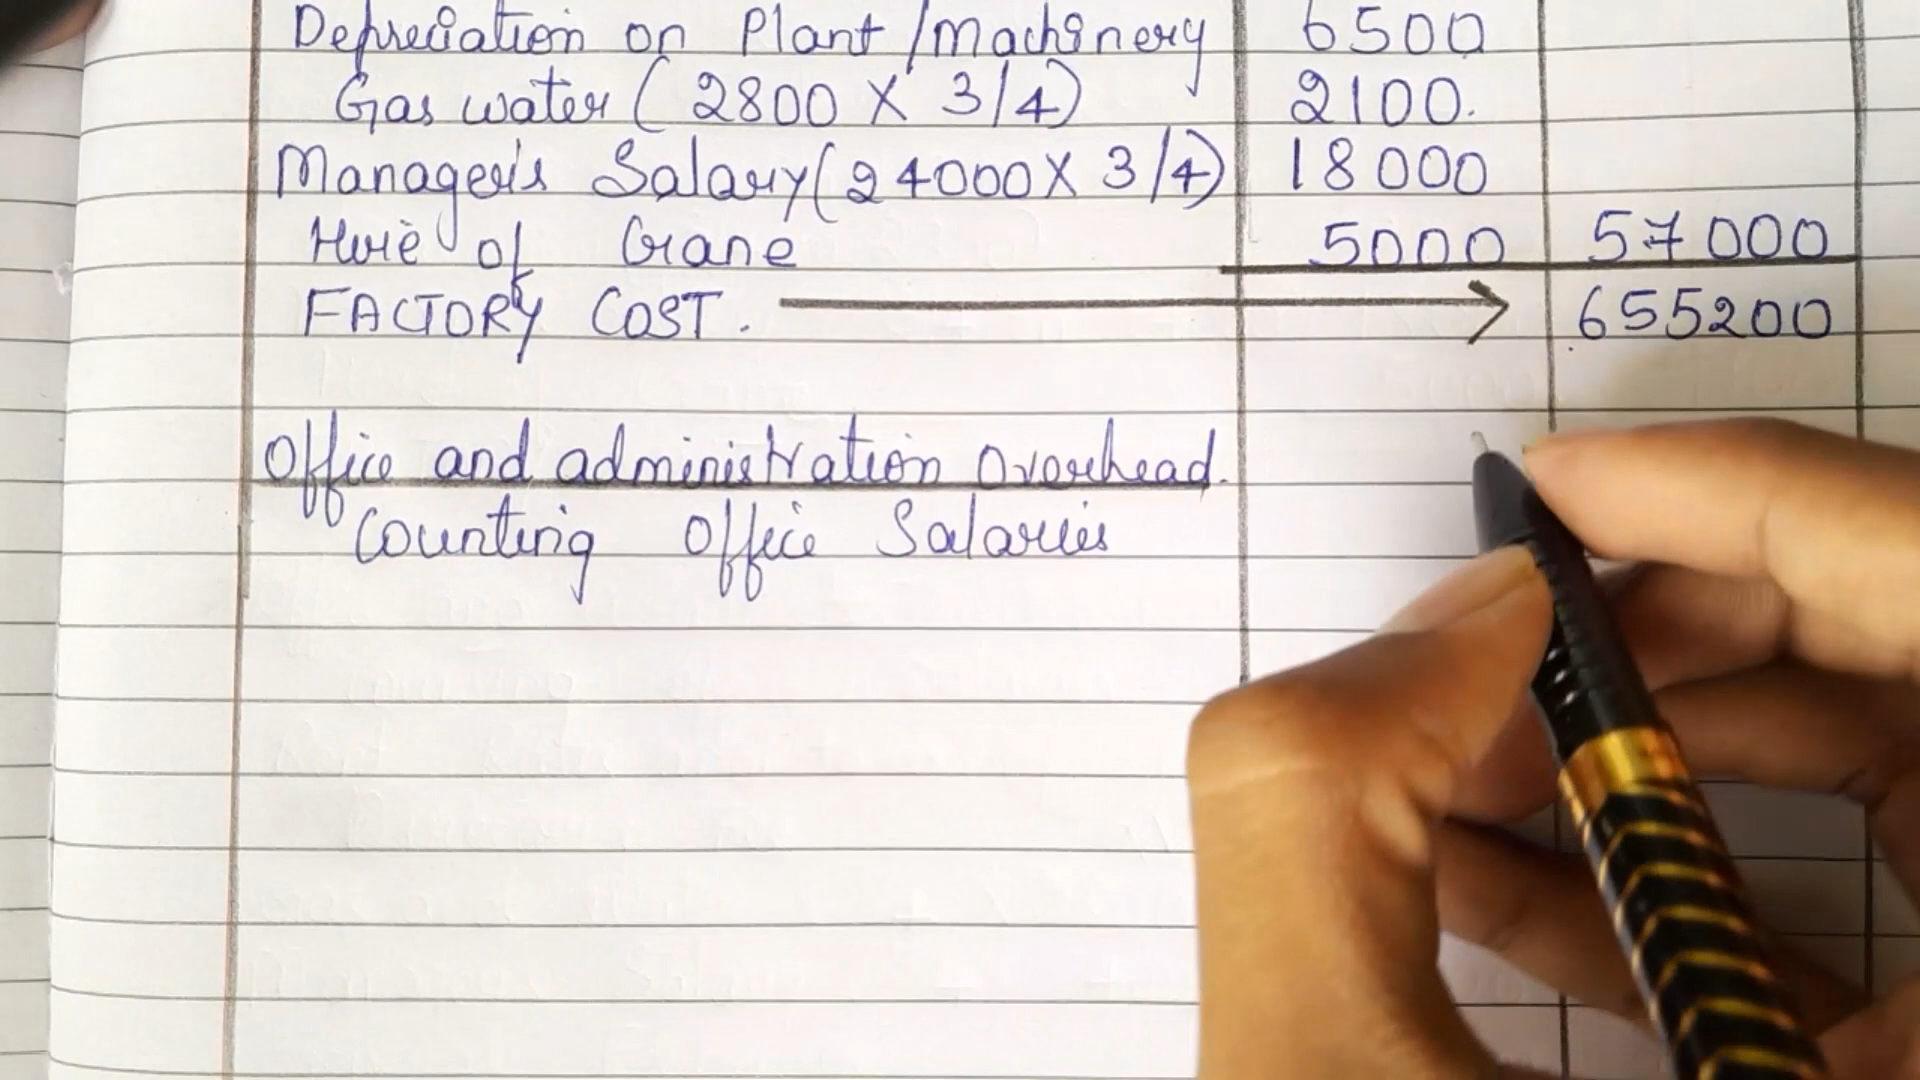 Depreciation on Plant/machinery 6500
Gas water (2800 X 3/4) 2100.
Manager's Salary (24000 X 3/4) 18000
Hire of Crane 5000 57000
FACTORY COST. 655200
Office and administration Overhead.
Counting Office Salaries